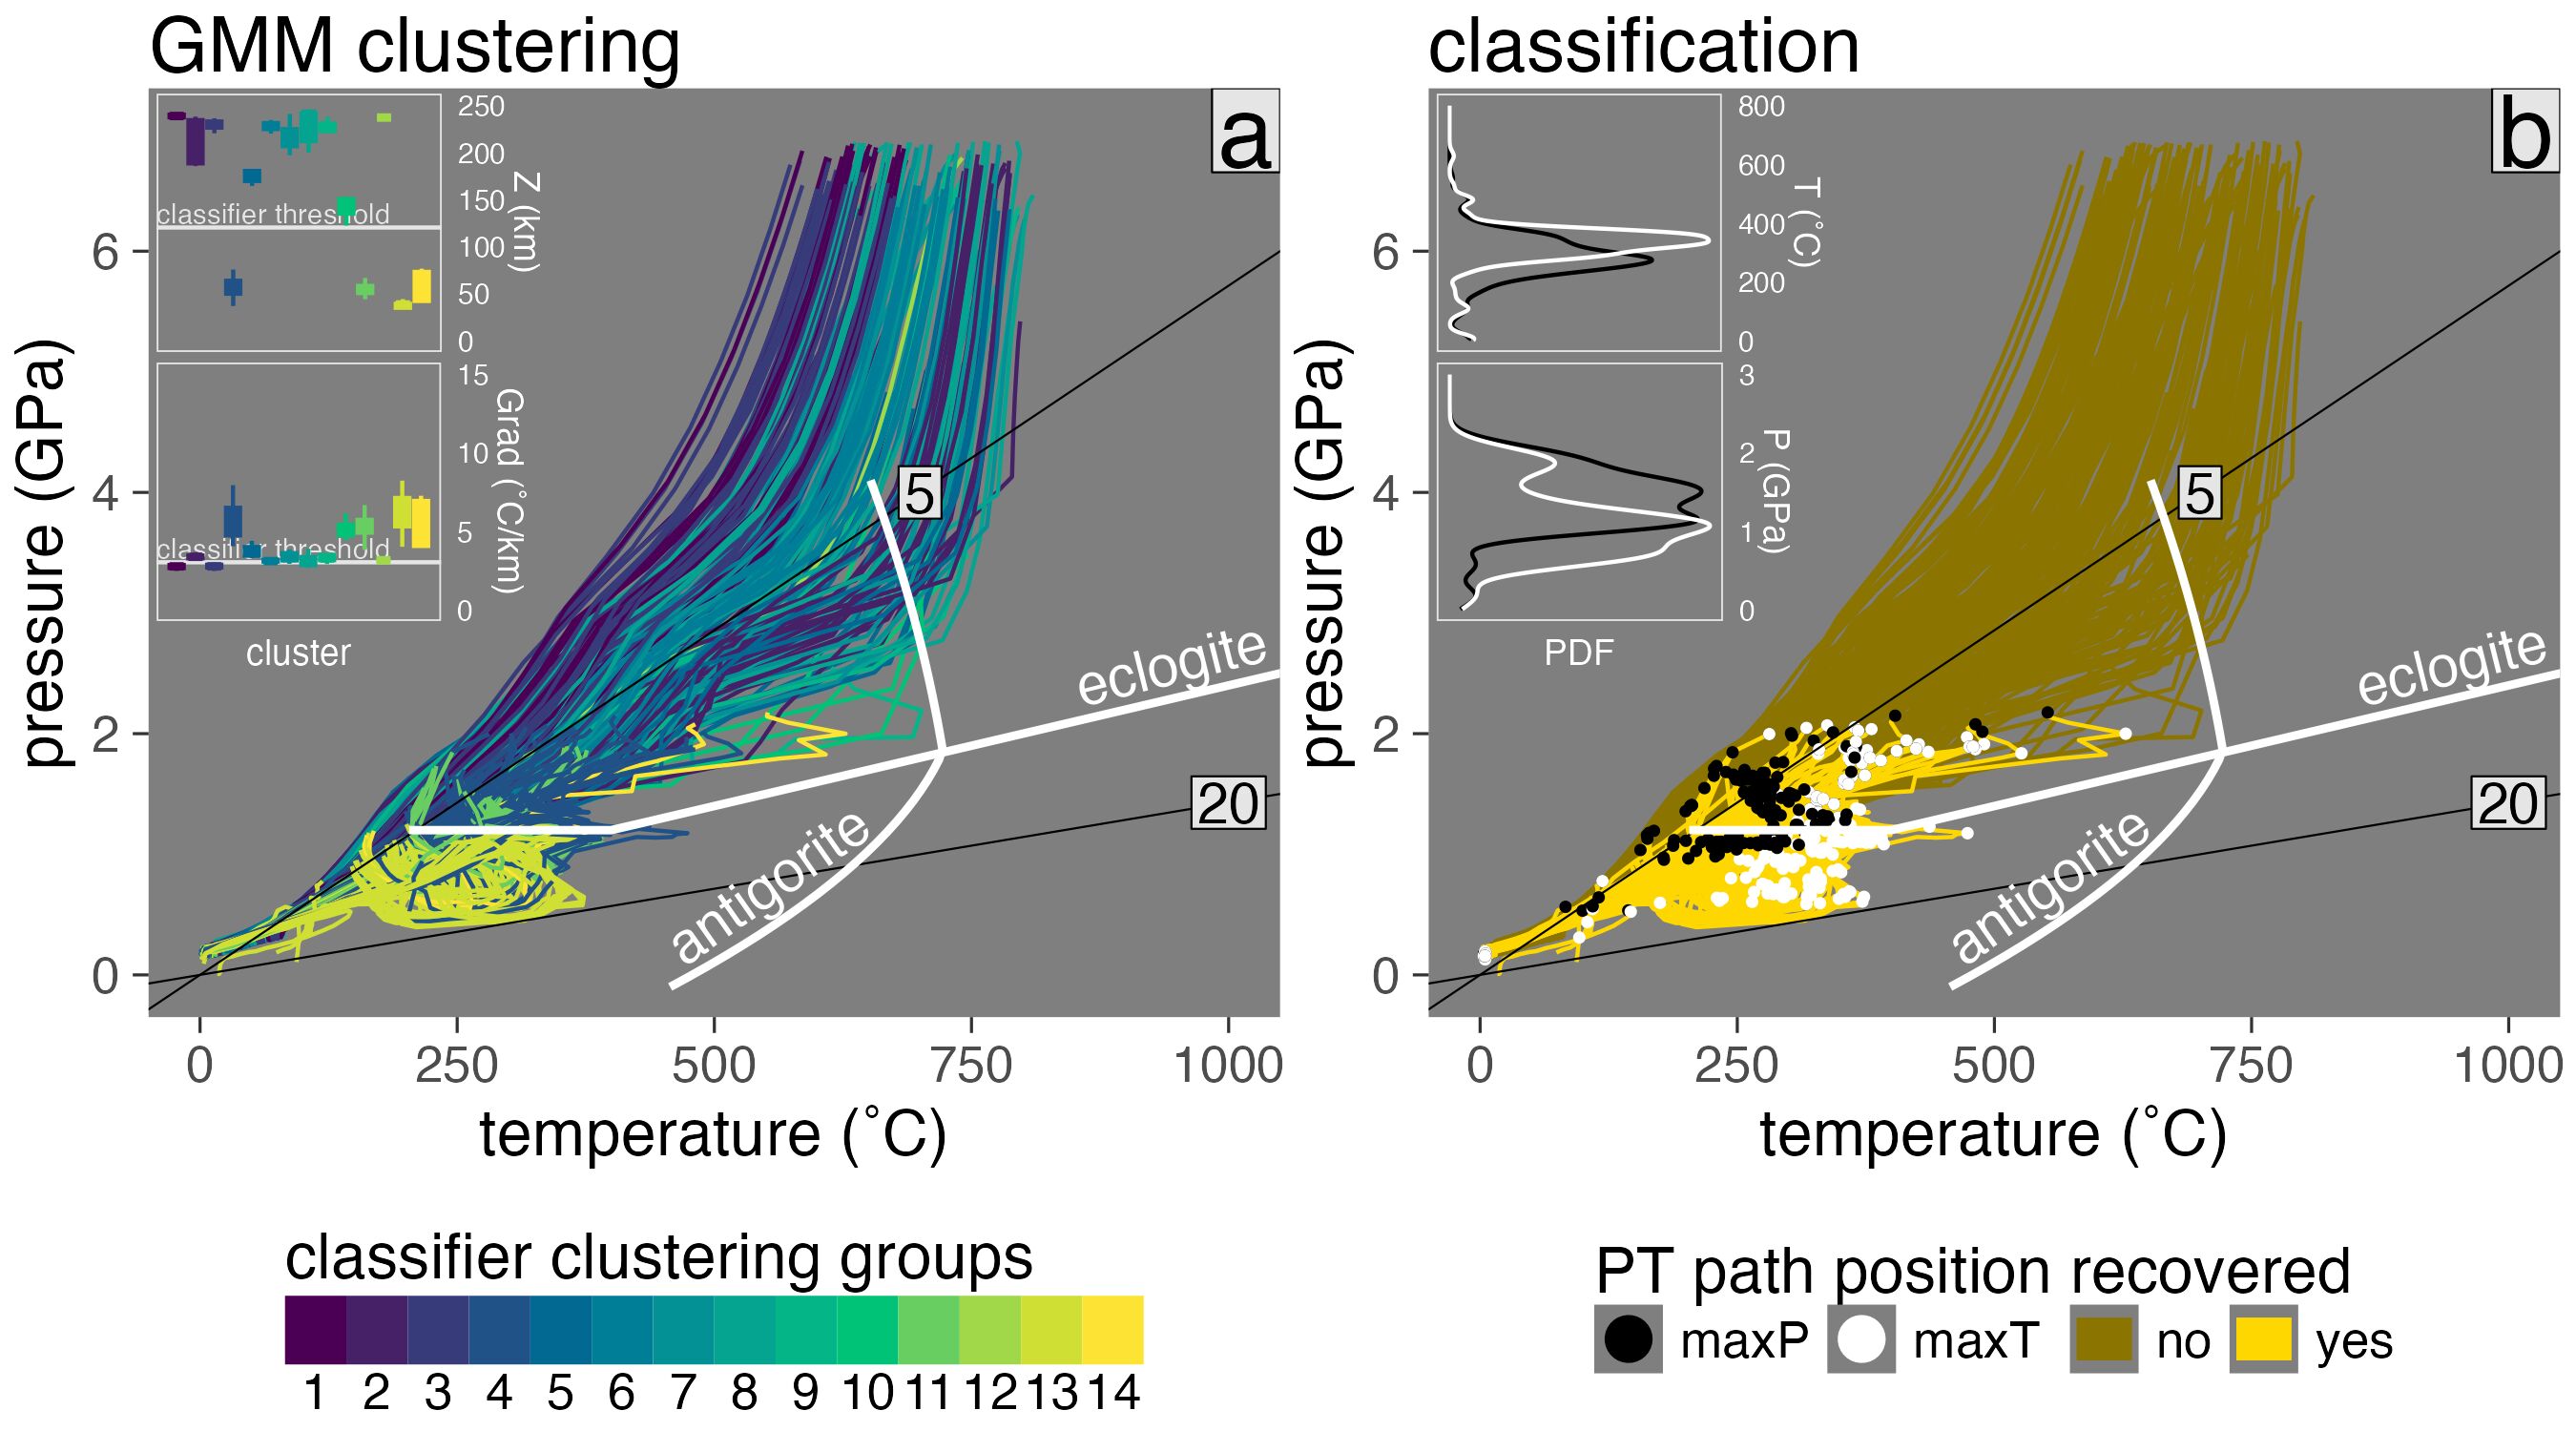 GMM clustering
a
250
200
150
100
50
0
Z (km)
classifier threshold
15
10
5
0
Grad (˚C/km)
classifier threshold
cluster
6
4
2
0
pressure (GPa)
5
20
eclogite
antigorite
0 250 500 750 1000
temperature (˚C)
classifier clustering groups
1 2 3 4 5 6 7 8 9 10 11 12 13 14
classification
b
800
600
400
200
0
T (˚C)
3
2
1
0
P (GPa)
PDF
6
4
2
0
pressure (GPa)
5
20
eclogite
antigorite
0 250 500 750 1000
temperature (˚C)
PT path position recovered
maxP maxT no yes